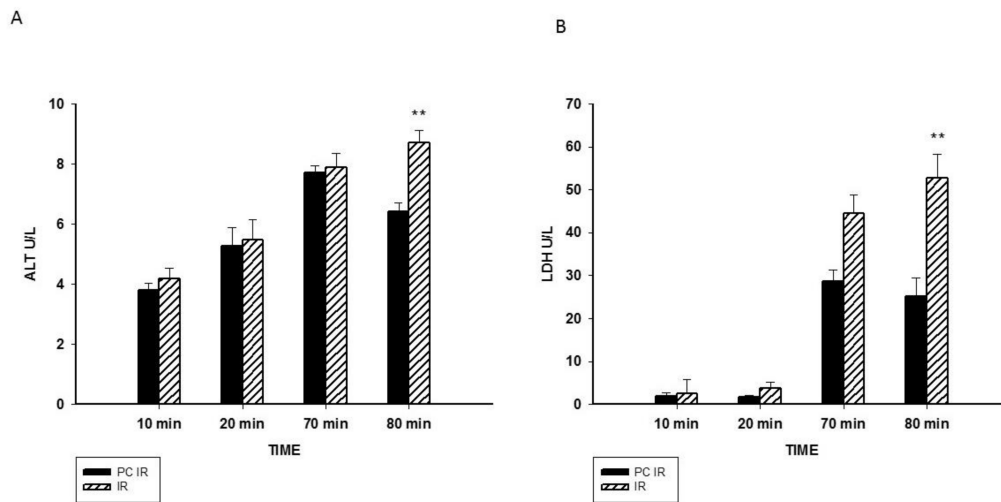 A
ALT U/L
10
8
6
4
2
0
**
10 min
20 min
70 min
80 min
TIME
PC IR
IR
B
LDH U/L
70
60
50
40
30
20
10
0
**
10 min
20 min
70 min
80 min
TIME
PC IR
IR